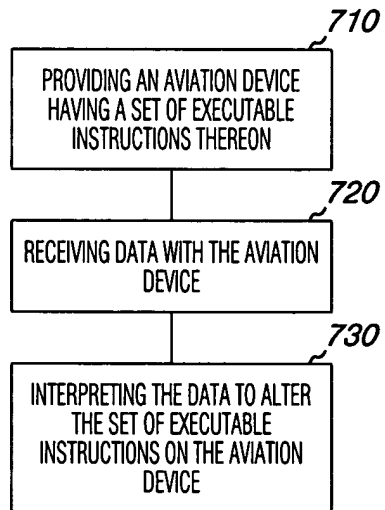 710
PROVIDING AN AVIATION DEVICE
HAVING A SET OF EXECUTABLE
INSTRUCTIONS THEREON
720
RECEIVING DATA WITH THE AVIATION
DEVICE
730
INTERPRETING THE DATA TO ALTER
THE SET OF EXECUTABLE
INSTRUCTIONS ON THE AVIATION
DEVICE